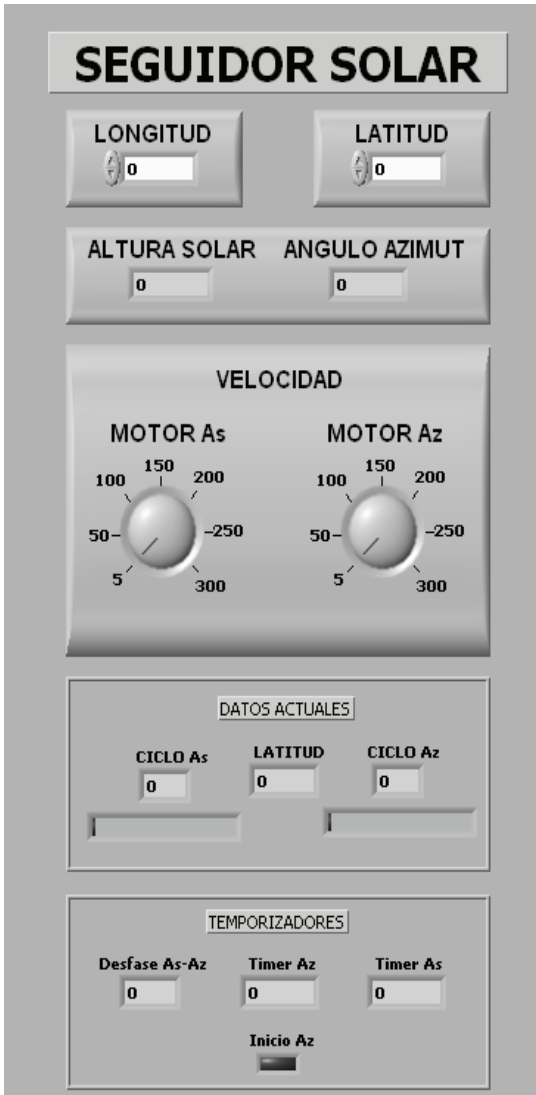 SEGUIDOR SOLAR
LONGITUD LATITUD
0 0
ALTURA SOLAR ANGULO AZIMUT
0 0
VELOCIDAD
MOTOR As MOTOR Az
150 150
100 200 100 200
50 250 50 250
5 300 5 300
DATOS ACTUALES
CICLO As LATITUD CICLO Az
0 0 0
TEMPORIZADORES
Desfase As-Az Timer Az Timer As
0 0 0
Inicio Az